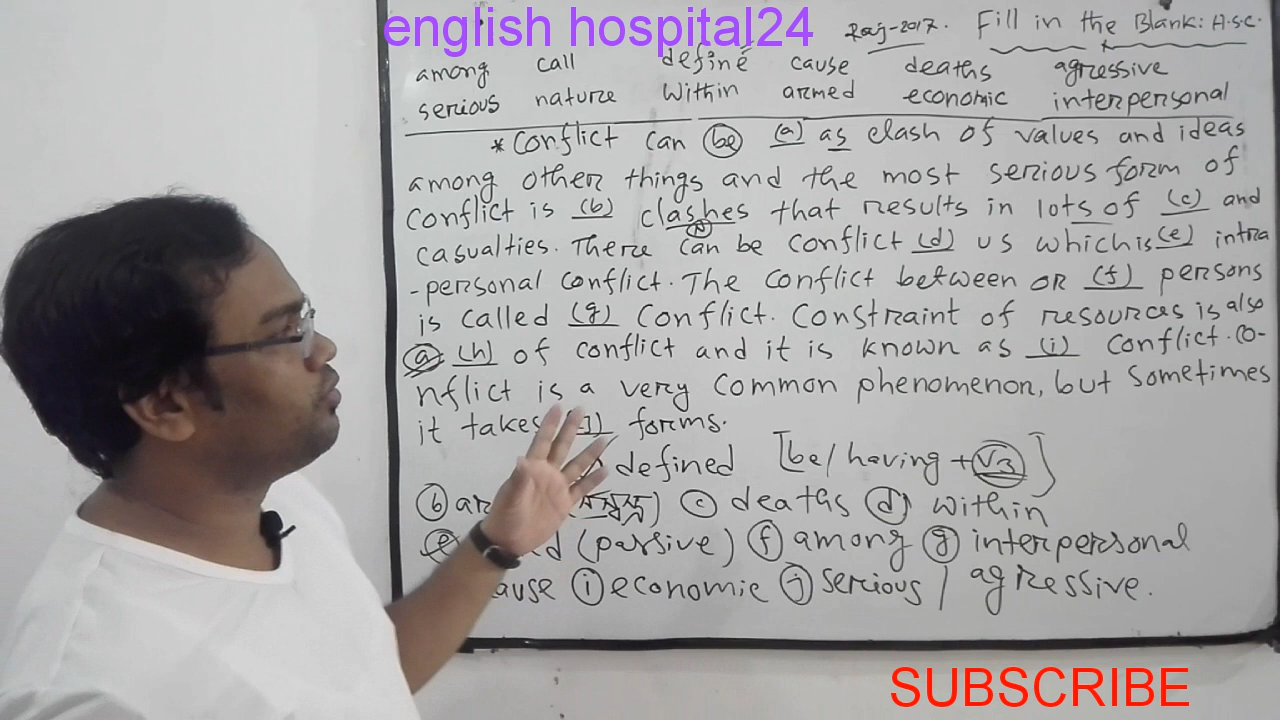 english hospital24
Raj-2017. Fill in the Blank: H.S.C.
among call define cause deaths agressive
serious nature within armed economic interpersonal
* Conflict can be (a) as clash of values and ideas
among other things and the most serious form of
conflict is (b) clashes that results in lots of (c) and
casualties. There can be conflict (d) us which is (e) intra
-personal conflict. The conflict between or (f) persons
is called (g) conflict. Constraint of resources is also
a (h) of conflict and it is known as (i) conflict. Co-
nflict is a very common phenomenon, but sometimes
it takes forms.
defined [be/having + V3]
(b) (c) deaths (d) within
(passive) (f) among (g) interpersonal
(i) economic (j) serious / agressive.
SUBSCRIBE